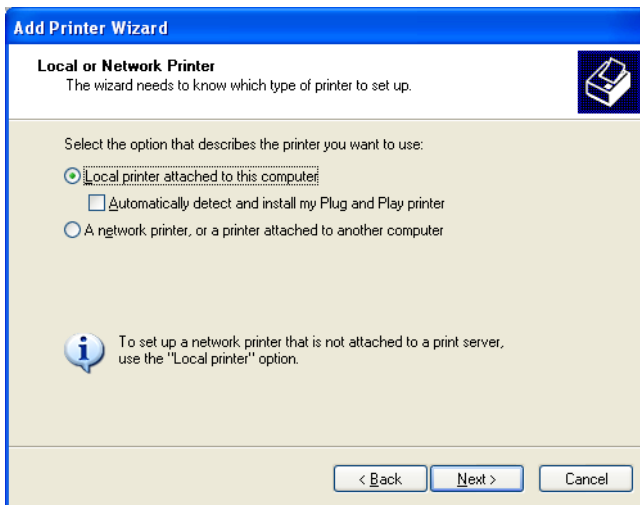 Add Printer Wizard
Local or Network Printer
The wizard needs to know which type of printer to set up.
Select the option that describes the printer you want to use:
Local printer attached to this computer
Automatically detect and install my Plug and Play printer
A network printer, or a printer attached to another computer
To set up a network printer that is not attached to a print server,
use the "Local printer" option.
< Back
Next >
Cancel